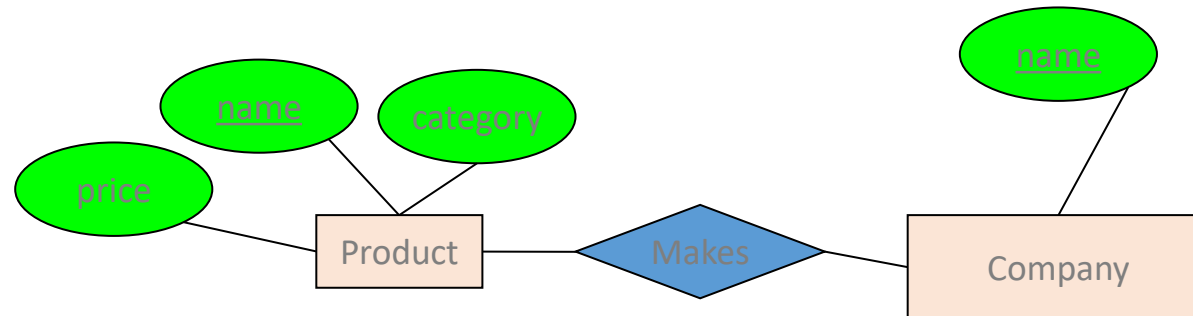 name
name
category
price
Product
Makes
Company